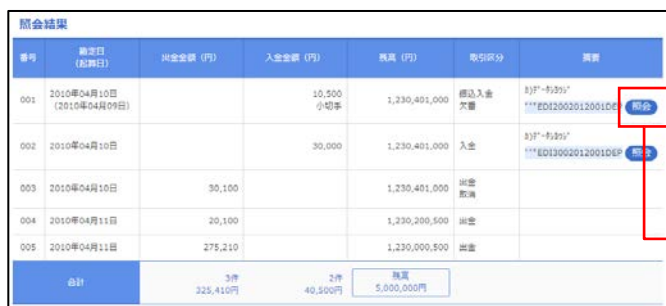 照会結果
番号 勘定日 出金金額（円） 入金金額（円） 残高（円） 取引区分 摘要
（起算日）
001 2010年04月10日 10,500 1,230,401,000 振込入金
（2010年04月09日） 小切手 欠番 ***EDI2002012001DEP 照会
002 2010年04月10日 30,000 1,230,401,000 入金
***EDI3002012001DEP 照会
003 2010年04月10日 30,100 1,230,401,000 出金
取消
004 2010年04月11日 20,100 1,230,200,500 出金
005 2010年04月11日 275,210 1,230,000,500 出金
合計 3件 2件 残高
325,410円 40,500円 5,000,000円